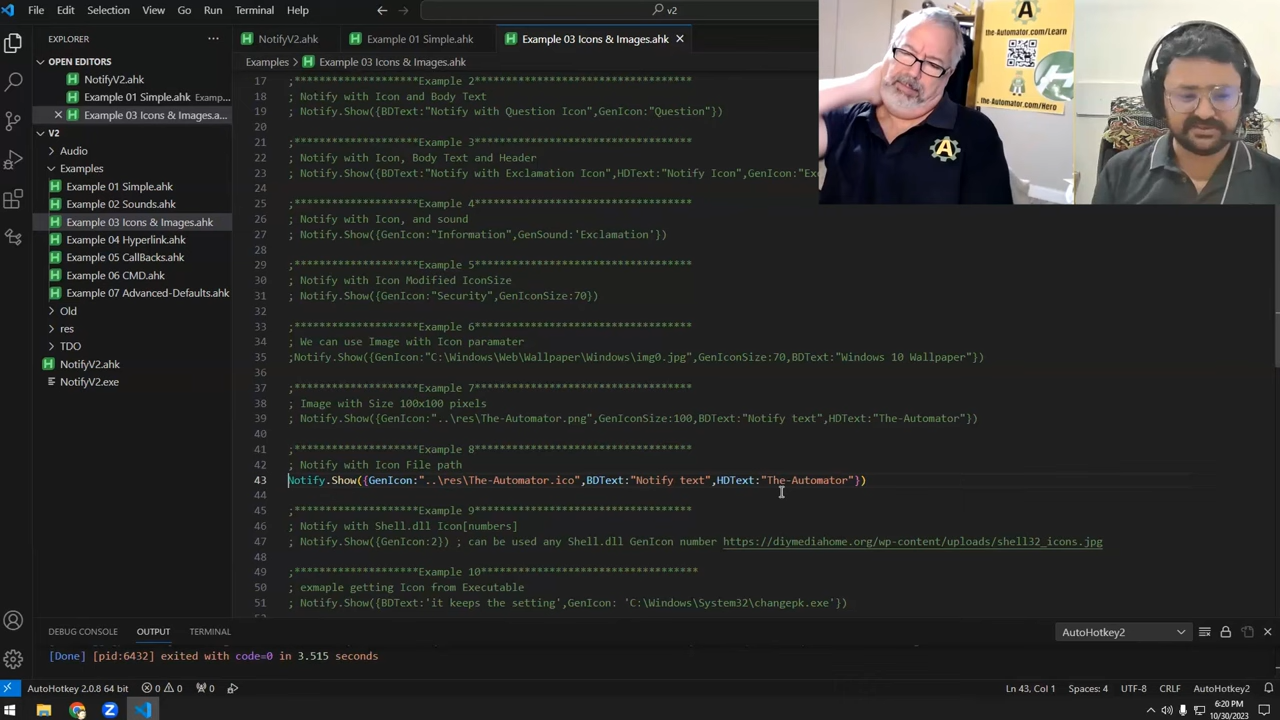 File Edit Selection View Go Run Terminal Help
v2
EXPLORER
OPEN EDITORS
NotifyV2.ahk
Example 01 Simple.ahk Examp...
Example 03 Icons & Images.a...
V2
Audio
Examples
Example 01 Simple.ahk
Example 02 Sounds.ahk
Example 03 Icons & Images.ahk
Example 04 Hyperlink.ahk
Example 05 CallBacks.ahk
Example 06 CMD.ahk
Example 07 Advanced-Defaults.ahk
Old
res
TDO
NotifyV2.ahk
NotifyV2.exe
NotifyV2.ahk Example 01 Simple.ahk Example 03 Icons & Images.ahk
Examples > Example 03 Icons & Images.ahk
17 ;********************Example 2***********************************
18 ; Notify with Icon and Body Text
19 ; Notify.Show({BDText:"Notify with Question Icon",GenIcon:"Question"})
20
21 ;********************Example 3***********************************
22 ; Notify with Icon, Body Text and Header
23 ; Notify.Show({BDText:"Notify with Exclamation Icon",HDText:"Notify Icon",GenIcon:"Ex
24
25 ;********************Example 4***********************************
26 ; Notify with Icon, and sound
27 ; Notify.Show({GenIcon:"Information",GenSound:'Exclamation'})
28
29 ;********************Example 5***********************************
30 ; Notify with Icon Modified IconSize
31 ; Notify.Show({GenIcon:"Security",GenIconSize:70})
32
33 ;********************Example 6***********************************
34 ; We can use Image with Icon paramater
35 ;Notify.Show({GenIcon:"C:\Windows\Web\Wallpaper\Windows\img0.jpg",GenIconSize:70,BDText:"Windows 10 Wallpaper"})
36
37 ;********************Example 7***********************************
38 ; Image with Size 100x100 pixels
39 ; Notify.Show({GenIcon:"..\res\The-Automator.png",GenIconSize:100,BDText:"Notify text",HDText:"The-Automator"})
40
41 ;********************Example 8***********************************
42 ; Notify with Icon File path
43 Notify.Show({GenIcon:"..\res\The-Automator.ico",BDText:"Notify text",HDText:"The-Automator"})
44
45 ;********************Example 9***********************************
46 ; Notify with Shell.dll Icon[numbers]
47 ; Notify.Show({GenIcon:2}) ; can be used any Shell.dll GenIcon number https://diymediahome.org/wp-content/uploads/shell32_icons.jpg
48
49 ;********************Example 10***********************************
50 ; exmaple getting Icon from Executable
51 ; Notify.Show({BDText:'it keeps the setting',GenIcon: 'C:\Windows\System32\changepk.exe'})
the-Automator.com/Learn
the-Automator.com/Hero
DEBUG CONSOLE OUTPUT TERMINAL
AutoHotkey2
[Done] [pid:6432] exited with code=0 in 3.515 seconds
AutoHotkey 2.0.8 64 bit 0 0 0
Ln 43, Col 1 Spaces: 4 UTF-8 CRLF AutoHotkey2
6:20 PM
10/30/2023